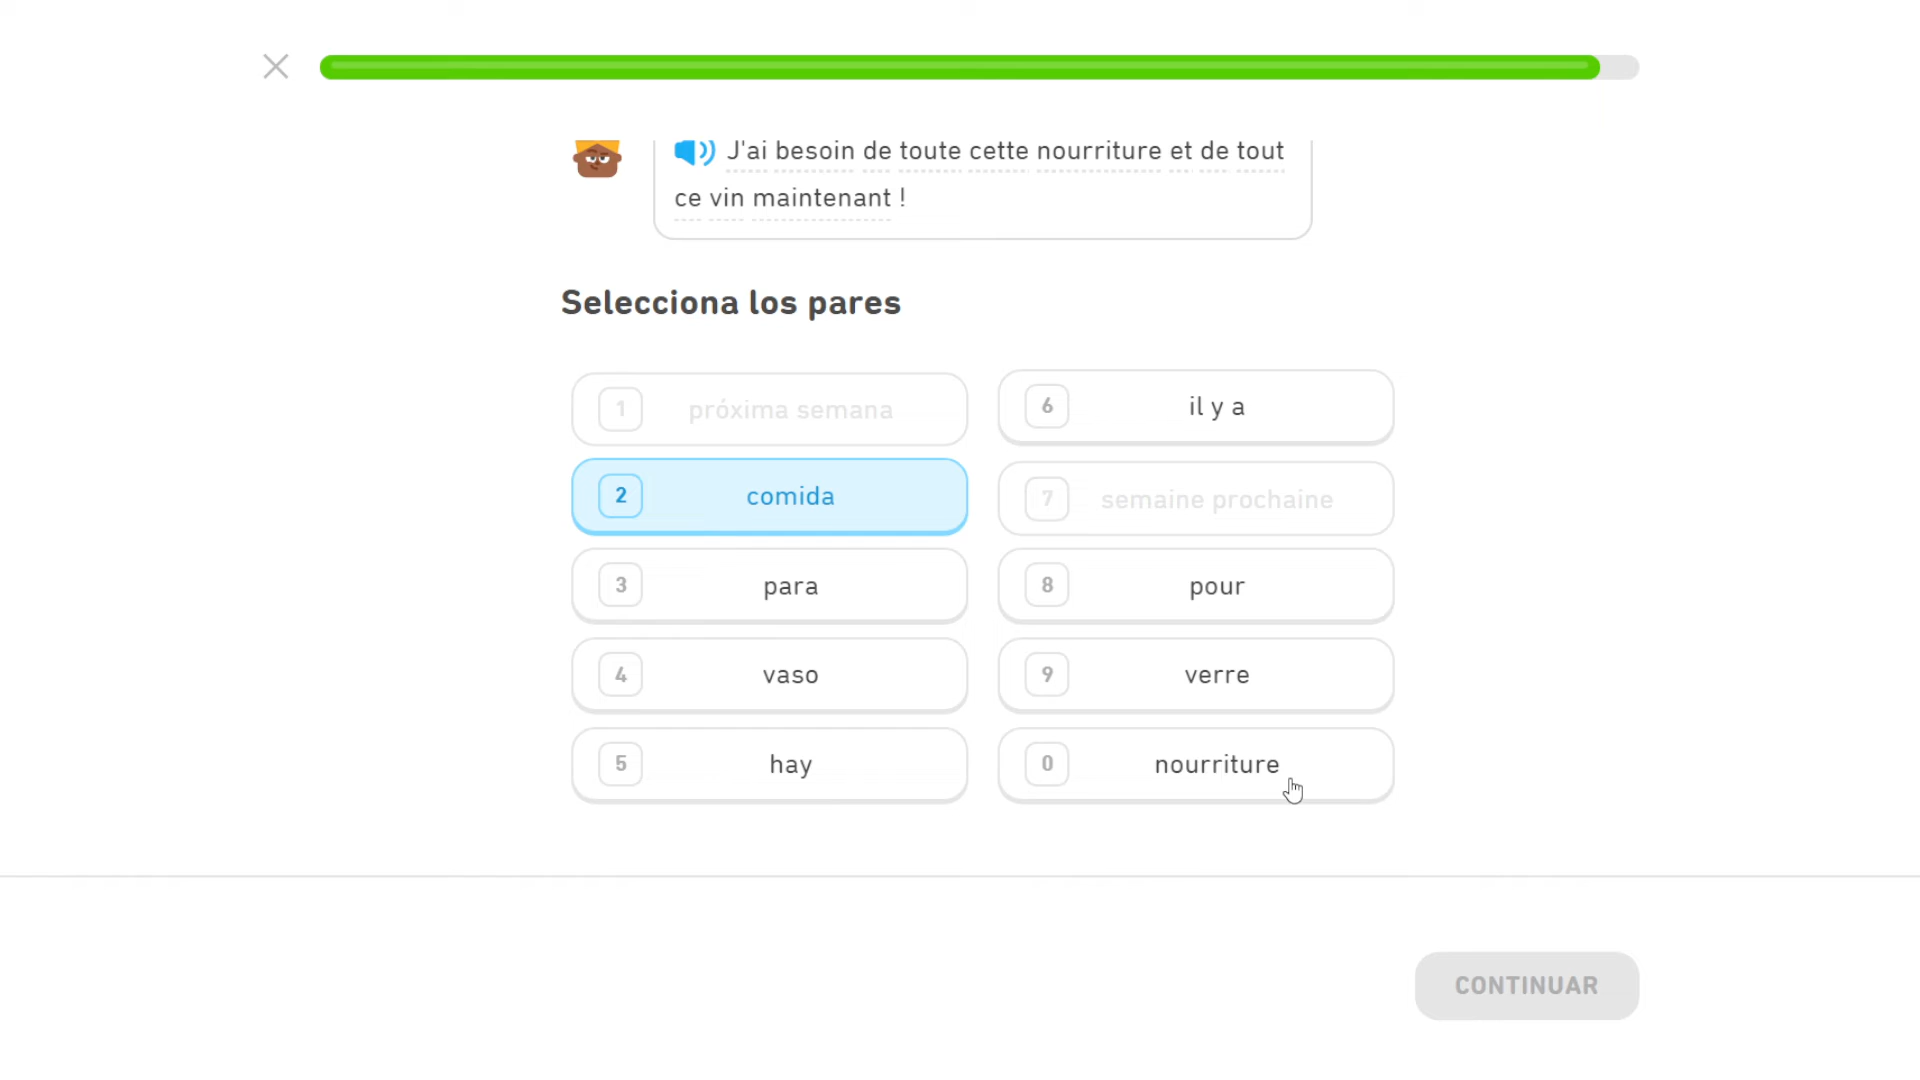 J'ai besoin de toute cette nourriture et de tout
ce vin maintenant !
Selecciona los pares
1 próxima semana
6 il y a
2 comida
7 semaine prochaine
3 para
8 pour
4 vaso
9 verre
5 hay
0 nourriture
CONTINUAR